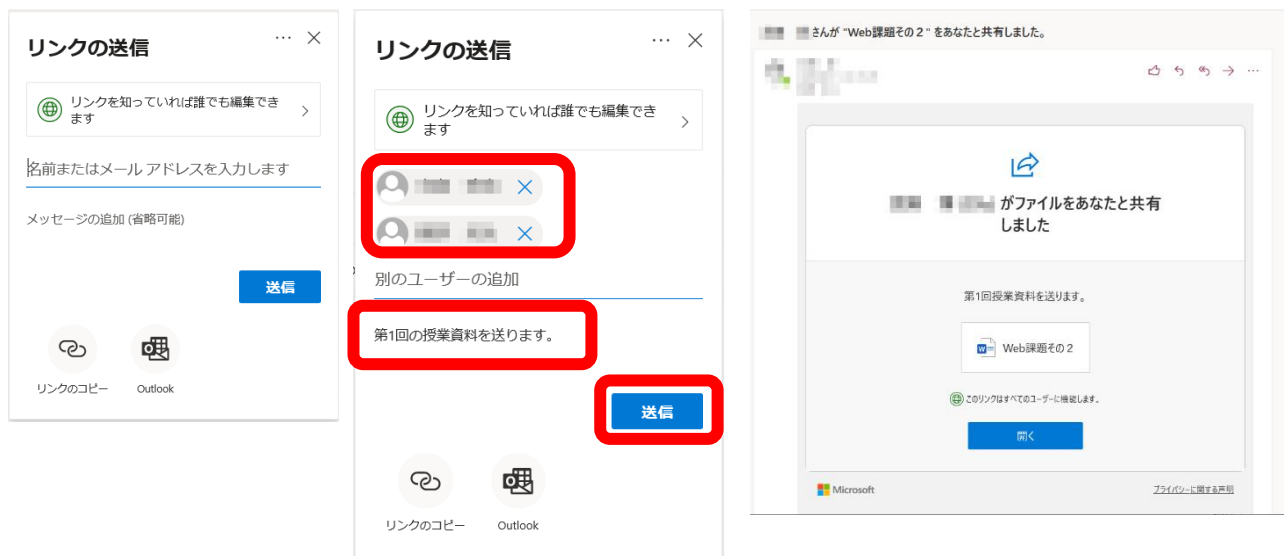 リンクの送信
リンクを知っていれば誰でも編集でき
ます
名前またはメール アドレスを入力します
メッセージの追加 (省略可能)
送信
リンクのコピー
Outlook
リンクの送信
リンクを知っていれば誰でも編集でき
ます
別のユーザーの追加
第1回の授業資料を送ります。
送信
リンクのコピー
Outlook
さんが "Web課題その２" をあなたと共有しました。
がファイルをあなたと共有
しました
第1回授業資料を送ります。
Web課題その２
このリンクはすべてのユーザーに機能します。
開く
Microsoft
プライバシーに関する声明